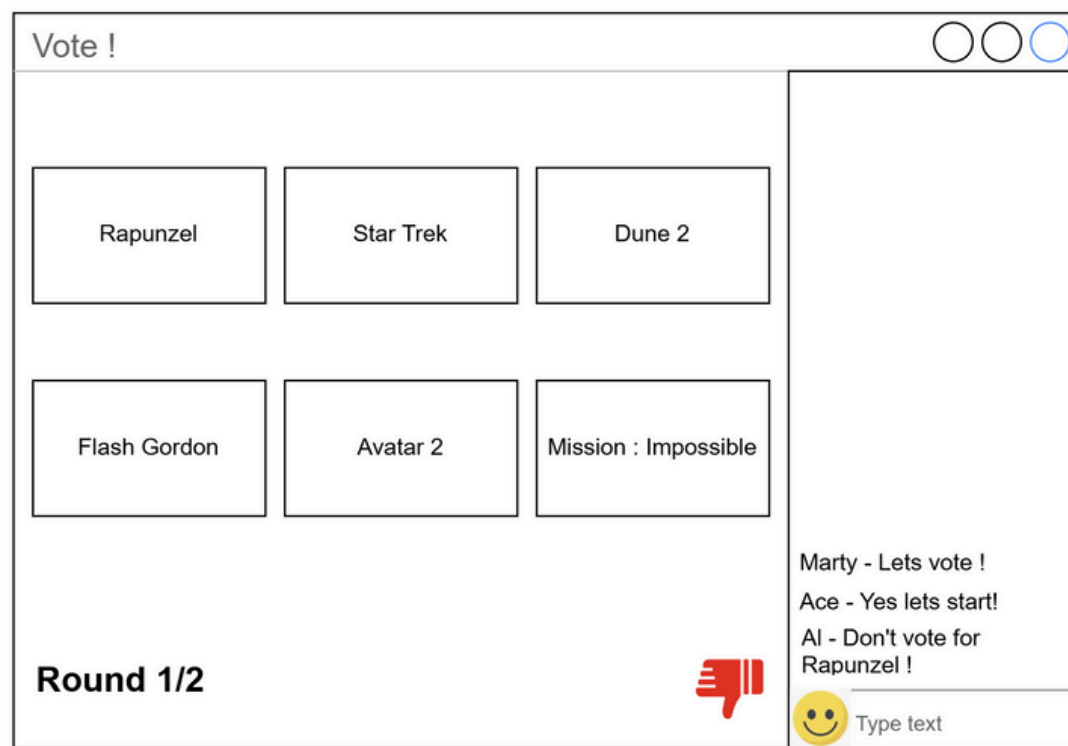 Vote !
Rapunzel
Star Trek
Dune 2
Flash Gordon
Avatar 2
Mission : Impossible
Round 1/2
Marty - Lets vote !
Ace - Yes lets start!
Al - Don't vote for
Rapunzel !
Type text